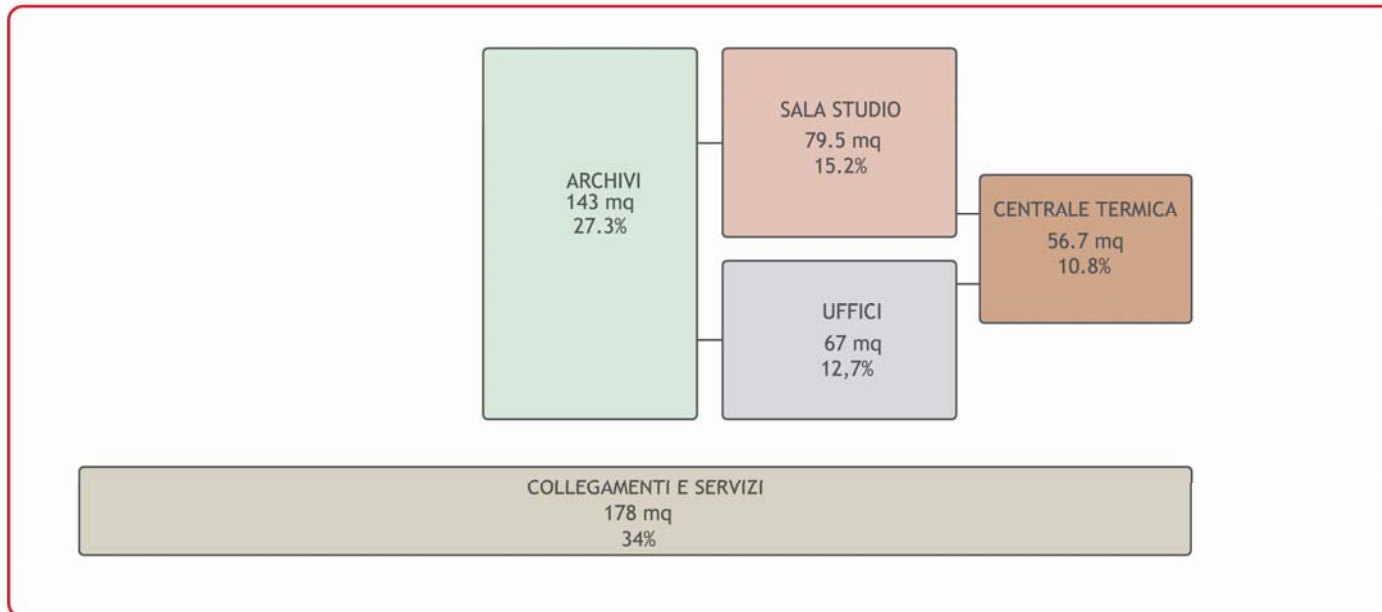 ARCHIVI
143 mq
27.3%
SALA STUDIO
79.5 mq
15.2%
UFFICI
67 mq
12,7%
CENTRALE TERMICA
56.7 mq
10.8%
COLLEGAMENTI E SERVIZI
178 mq
34%